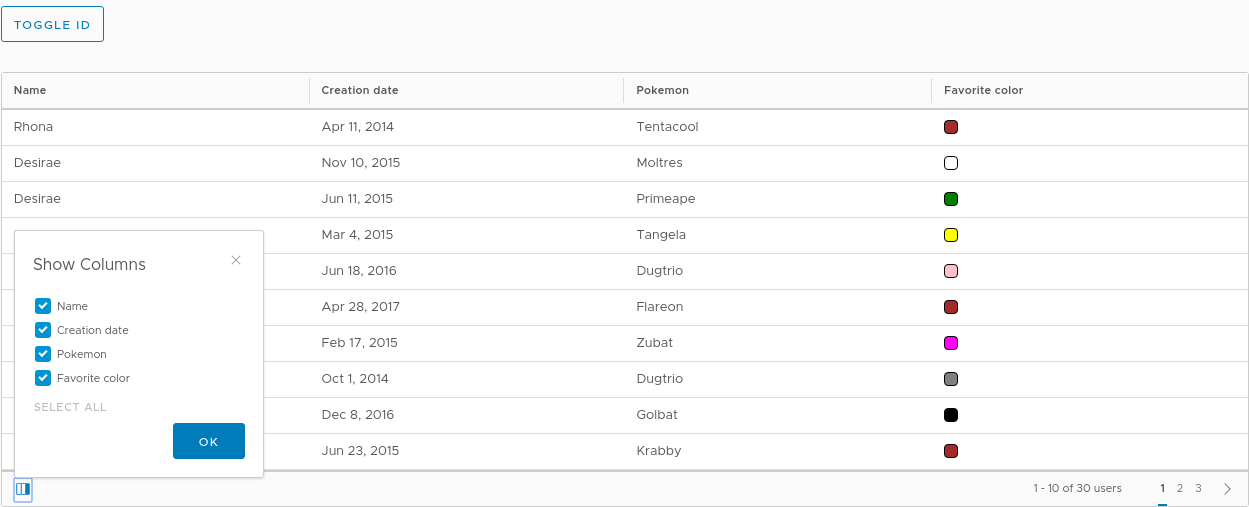 TOGGLE ID
Name Creation date Pokemon Favorite color
Rhona Apr 11, 2014 Tentacool
Desirae Nov 10, 2015 Moltres
Desirae Jun 11, 2015 Primeape
Mar 4, 2015 Tangela
Jun 18, 2016 Dugtrio
Apr 28, 2017 Flareon
Feb 17, 2015 Zubat
Oct 1, 2014 Dugtrio
Dec 8, 2016 Golbat
Jun 23, 2015 Krabby
Show Columns
Name
Creation date
Pokemon
Favorite color
SELECT ALL
OK
1 - 10 of 30 users 1 2 3